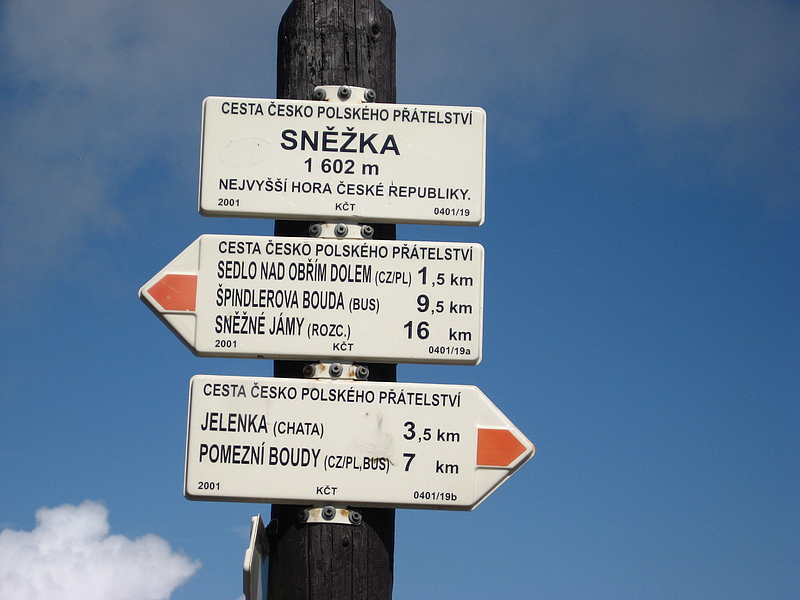 CESTA ČESKO POLSKÉHO PŘÁTELSTVÍ
SNĚŽKA
1 602 m
NEJVYŠŠÍ HORA ČESKÉ REPUBLIKY.
2001 KČT 0401/19
CESTA ČESKO POLSKÉHO PŘÁTELSTVÍ
SEDLO NAD OBŘÍM DOLEM (CZ/PL) 1,5 km
ŠPINDLEROVA BOUDA (BUS) 9,5 km
SNĚŽNÉ JÁMY (ROZC.) 16 km
2001 KČT 0401/19a
CESTA ČESKO POLSKÉHO PŘÁTELSTVÍ
JELENKA (CHATA) 3,5 km
POMEZNÍ BOUDY (CZ/PL,BUS) 7 km
2001 KČT 0401/19b